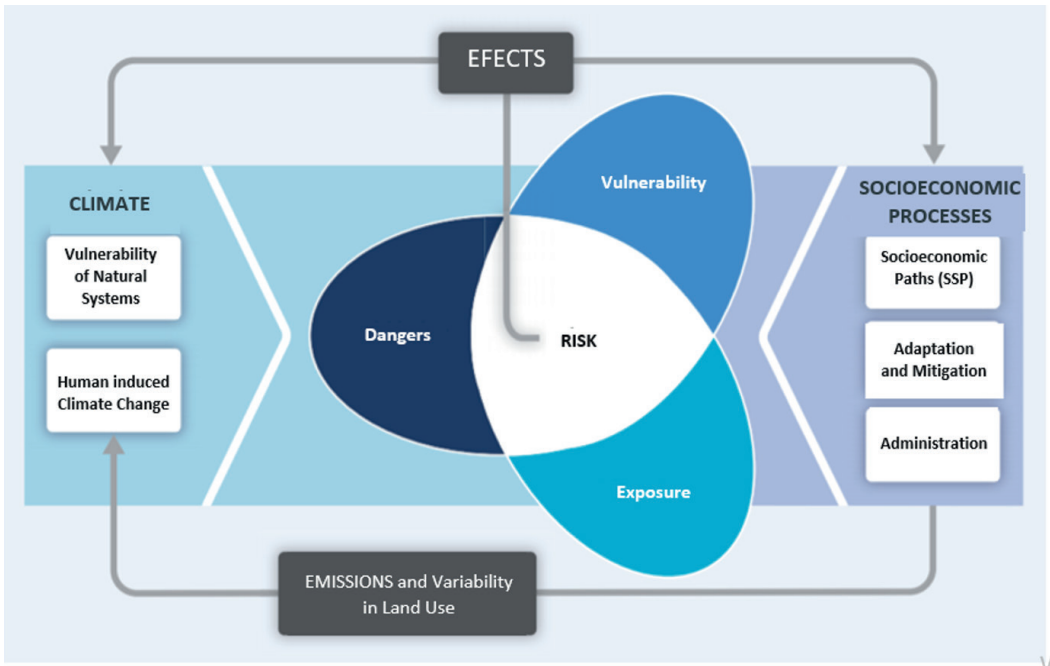 EFECTS
CLIMATE
Vulnerability
of Natural
Systems
Human induced
Climate Change
Vulnerability
Dangers
RISK
Exposure
SOCIOECONOMIC
PROCESSES
Socioeconomic
Paths (SSP)
Adaptation
and Mitigation
Administration
EMISSIONS and Variability
in Land Use